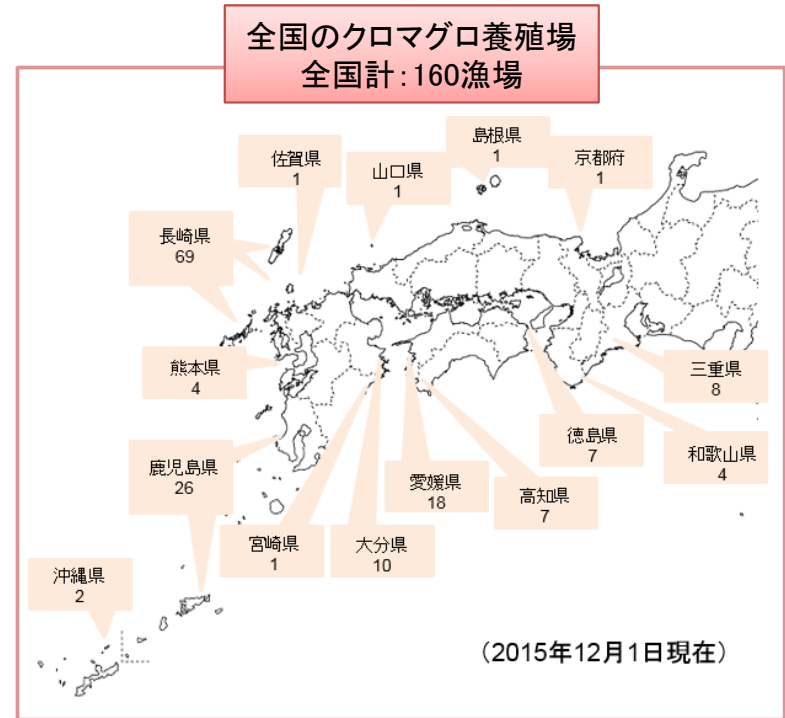 全国のクロマグロ養殖場
全国計:160漁場
島根県
1
京都府
1
佐賀県
1
山口県
1
長崎県
69
熊本県
4
三重県
8
徳島県
7
和歌山県
4
鹿児島県
26
愛媛県
18
高知県
7
宮崎県
1
大分県
10
沖縄県
2
（2015年12月1日現在）